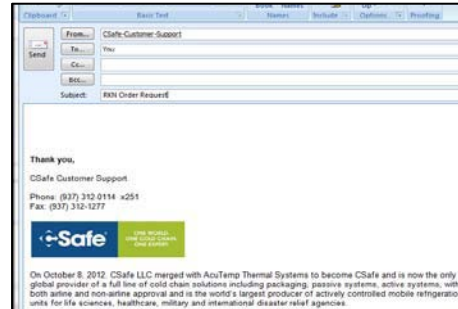 Book Names
Clipboard Basic Text Names Include Options Proofing
From... CSafe-Customer-Support
Send
To... You
Cc...
Bcc...
Subject: RKN Order Request
Thank you,
CSafe Customer Support
Phone: (937) 312-0114 x251
Fax: (937) 312-1277
CSafe
ONE WORLD.
ONE COLD CHAIN.
ONE EXPERT.
On October 8, 2012, CSafe LLC merged with AcuTemp Thermal Systems to become CSafe and is now the only
global provider of a full line of cold chain solutions including packaging, passive systems, active systems, with
both airline and non-airline approval and is the world's largest producer of actively controlled mobile refrigeration
units for life sciences, healthcare, military and international disaster relief agencies.